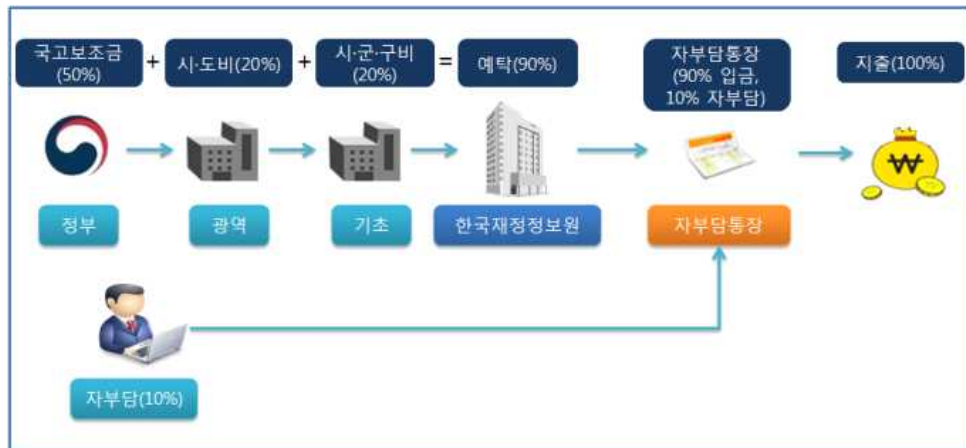 국고보조금
(50%)
+
시·도비(20%)
+
시·군·구비
(20%)
=
예탁(90%)
자부담통장
(90% 입금,
10% 자부담)
지출(100%)
₩
정부
광역
기초
한국재정정보원
자부담통장
자부담(10%)